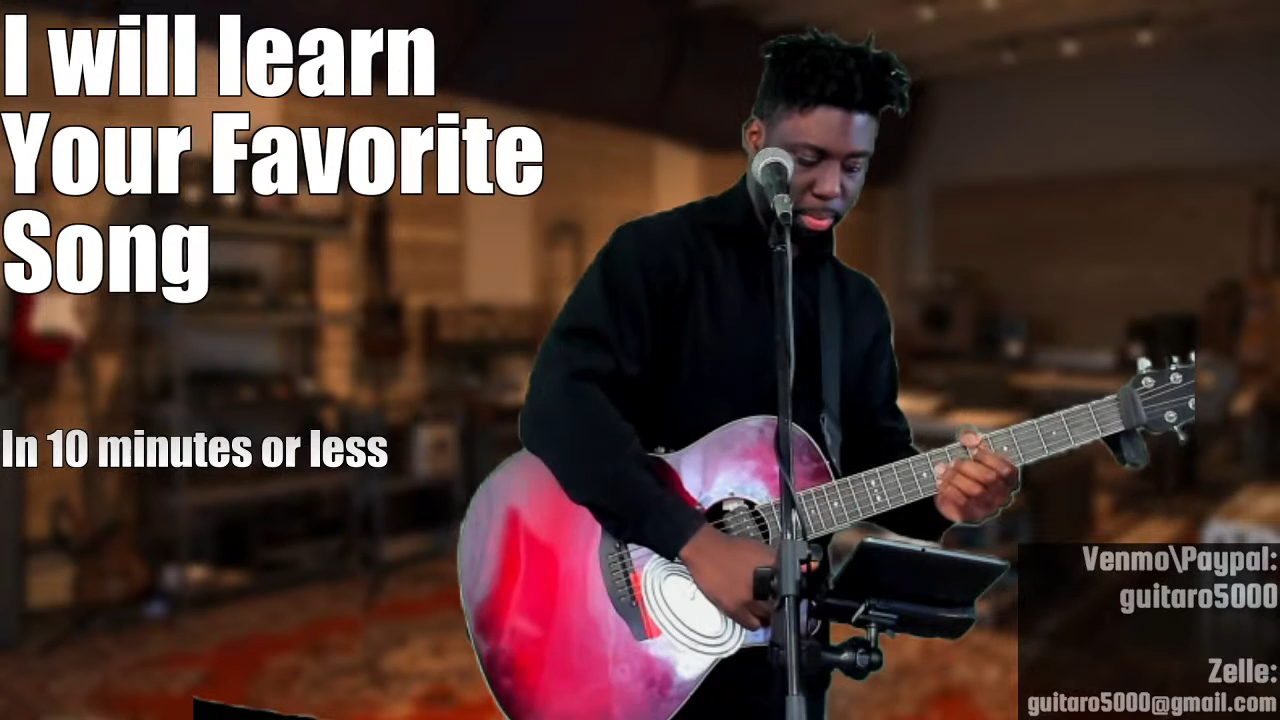 I will learn
Your Favorite
Song
In 10 minutes or less
Venmo\Paypal:
guitaro5000
Zelle:
guitaro5000@gmail.com